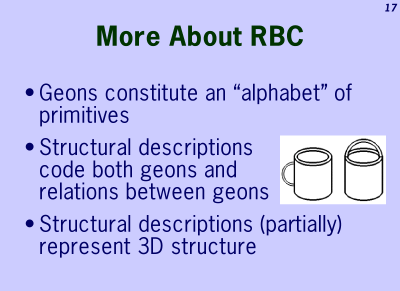 17
More About RBC
• Geons constitute an “alphabet” of
primitives
• Structural descriptions
code both geons and
relations between geons
• Structural descriptions (partially)
represent 3D structure